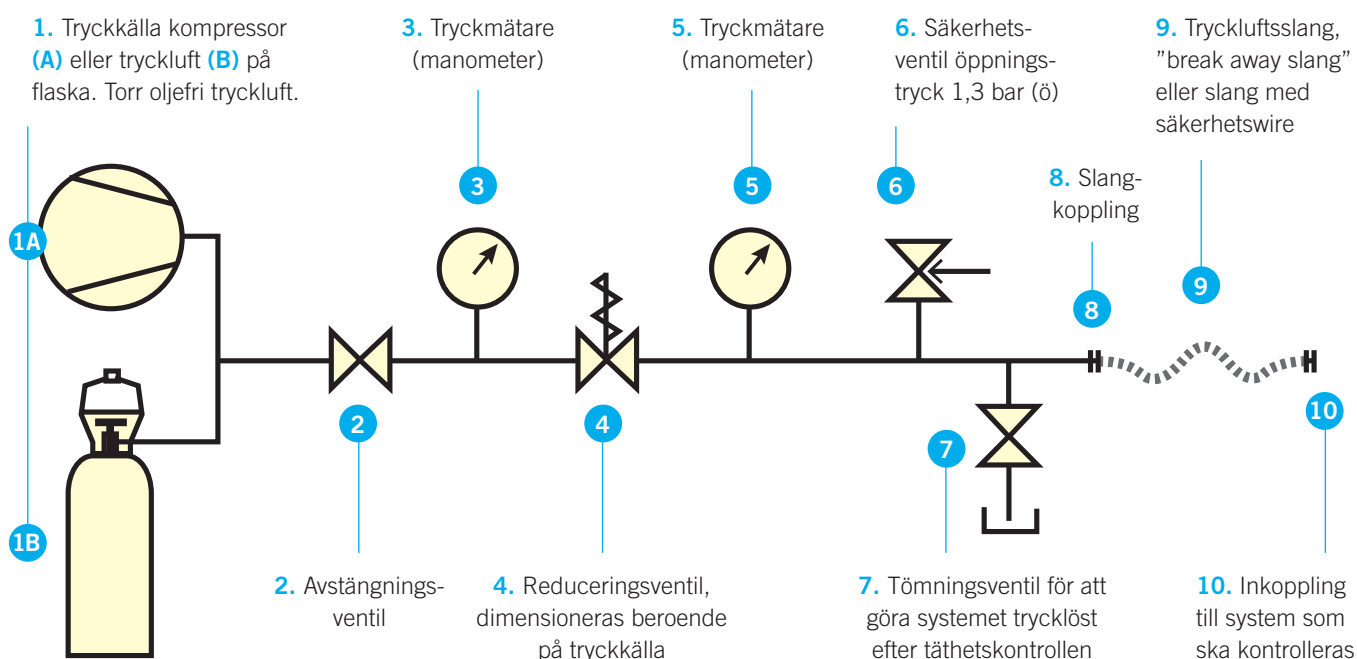 1. Tryckkälla kompressor
(A) eller tryckluft (B) på
flaska. Torr oljefri tryckluft.
3. Tryckmätare
(manometer)
5. Tryckmätare
(manometer)
6. Säkerhets-
ventil öppnings-
tryck 1,3 bar (ö)
9. Tryckluftsslang,
”break away slang”
eller slang med
säkerhetswire
8. Slang-
koppling
3
5
6
1A
9
8
2
4
7
10
1B
2. Avstängnings-
ventil
4. Reduceringsventil,
dimensioneras beroende
på tryckkälla
7. Tömningsventil för att
göra systemet trycklöst
efter täthetskontrollen
10. Inkoppling
till system som
ska kontrolleras